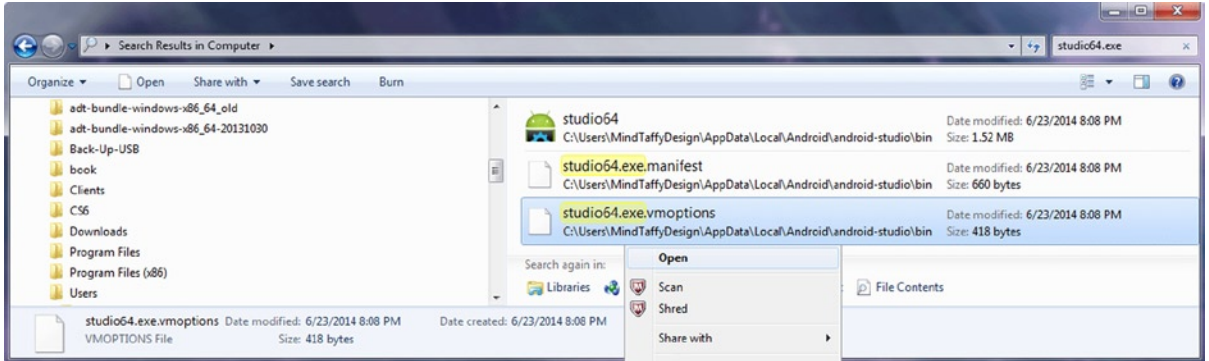 Search Results in Computer
studio64.exe
Organize Open Share with Save search Burn
adt-bundle-windows-x86_64_old
adt-bundle-windows-x86_64-20131030
Back-Up-USB
book
Clients
CS6
Downloads
Program Files
Program Files (x86)
Users
studio64 Date modified: 6/23/2014 8:08 PM
C:\Users\MindTaffyDesign\AppData\Local\Android\android-studio\bin Size: 1.52 MB
studio64.exe.manifest Date modified: 6/23/2014 8:08 PM
C:\Users\MindTaffyDesign\AppData\Local\Android\android-studio\bin Size: 660 bytes
studio64.exe.vmoptions Date modified: 6/23/2014 8:08 PM
C:\Users\MindTaffyDesign\AppData\Local\Android\android-studio\bin Size: 418 bytes
Search again in:
Libraries File Contents
Open
Scan
Shred
Share with
studio64.exe.vmoptions Date modified: 6/23/2014 8:08 PM Date created: 6/23/2014 8:08 PM
VMOPTIONS File Size: 418 bytes